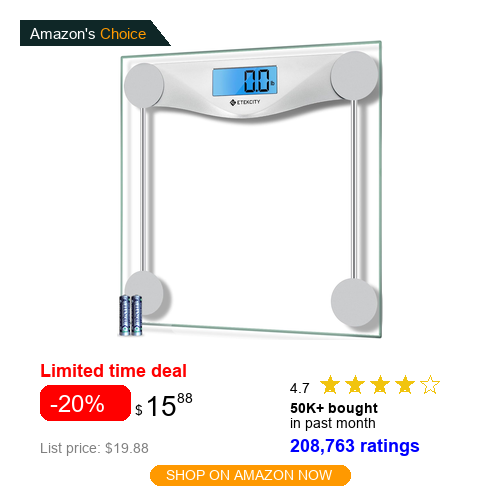 Amazon's Choice
0.0 lb
ETEKCITY
Limited time deal
-20% $ 15 88
List price: $19.88
4.7
50K+ bought
in past month
208,763 ratings
SHOP ON AMAZON NOW